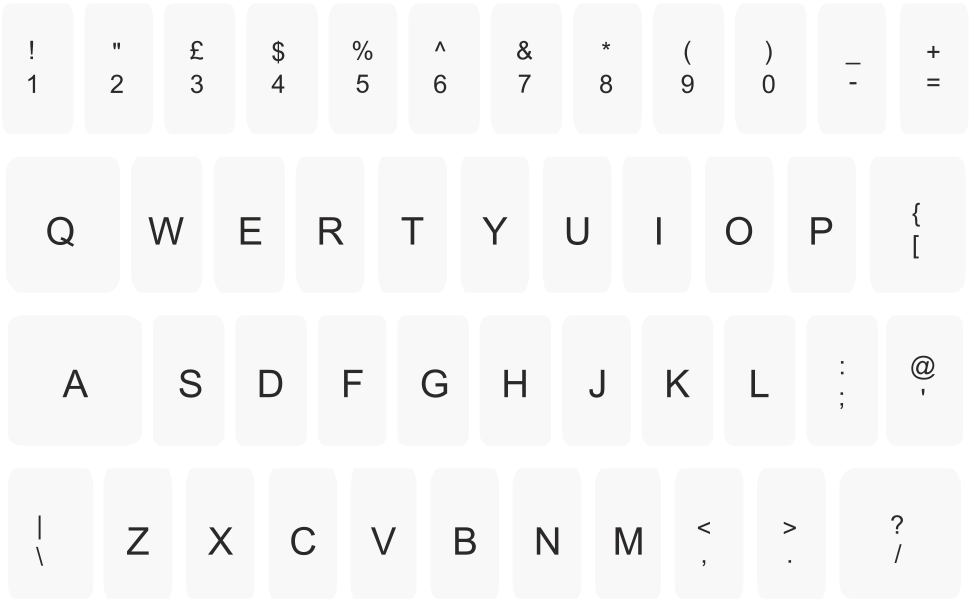 ! " £ $ % ^ & * ( ) _ +
1 2 3 4 5 6 7 8 9 0 - =
{
Q W E R T Y U I O P
[
: @
A S D F G H J K L
; '
| < > ?
Z X C V B N M
\ , . /